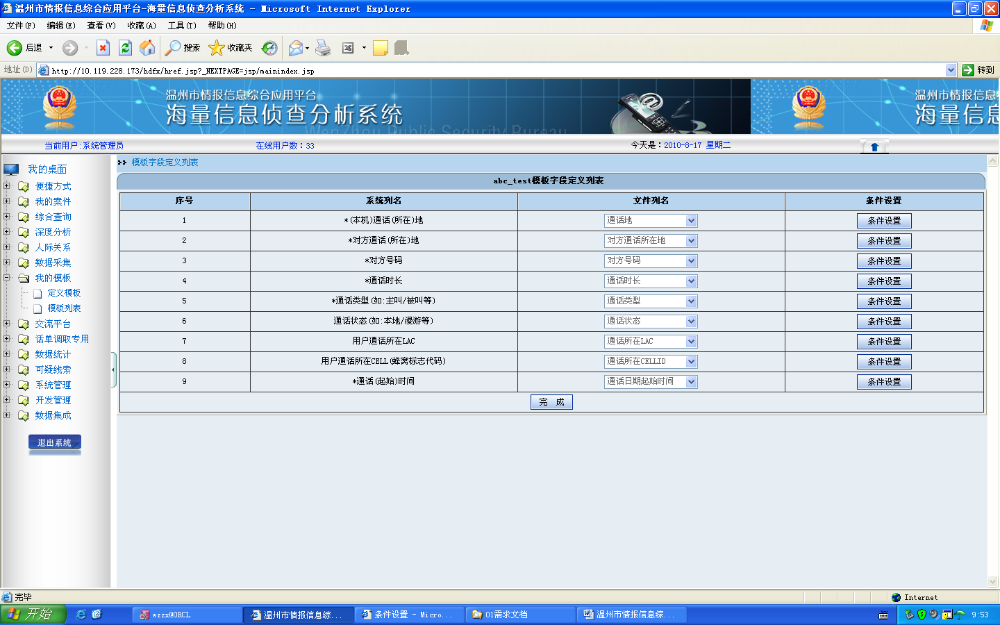 温州市情报信息综合应用平台-海量信息侦查分析系统 - Microsoft Internet Explorer
文件(F) 编辑(E) 查看(V) 收藏(A) 工具(T) 帮助(H)
后退 搜索 收藏夹
地址(D) http://10.119.228.173/hdfx/href.jsp?_NEXTPAGE=jsp/mainindex.jsp 转到
温州市情报信息综合应用平台 温州市情报信息
海量信息侦查分析系统 海量信息
WenZhou Public Security Bureau
当前用户:系统管理员 在线用户数：33 今天是：2010-8-17 星期二
我的桌面
便捷方式
我的案件
综合查询
深度分析
人际关系
数据采集
我的模板
定义模板
模板列表
交流平台
话单调取专用
数据统计
可疑线索
系统管理
开发管理
数据集成
退出系统
模板字段定义列表
abc_test模板字段定义列表
序号 系统列名 文件列名 条件设置
1 *(本机)通话(所在)地 通话地 条件设置
2 *对方通话(所在)地 对方通话所在地 条件设置
3 *对方号码 对方号码 条件设置
4 *通话时长 通话时长 条件设置
5 *通话类型(如:主叫/被叫等) 通话类型 条件设置
6 通话状态(如:本地/漫游等) 通话状态 条件设置
7 用户通话所在LAC 通话所在LAC 条件设置
8 用户通话所在CELL(蜂窝标志代码) 通话所在CELLID 条件设置
9 *通话(起始)时间 通话日期起始时间 条件设置
完 成
完毕 Internet
开始 wzzx@ORCL 温州市情报信息综... 条件设置 - Micro... 01需求文档 温州市情报信息综... 9:53